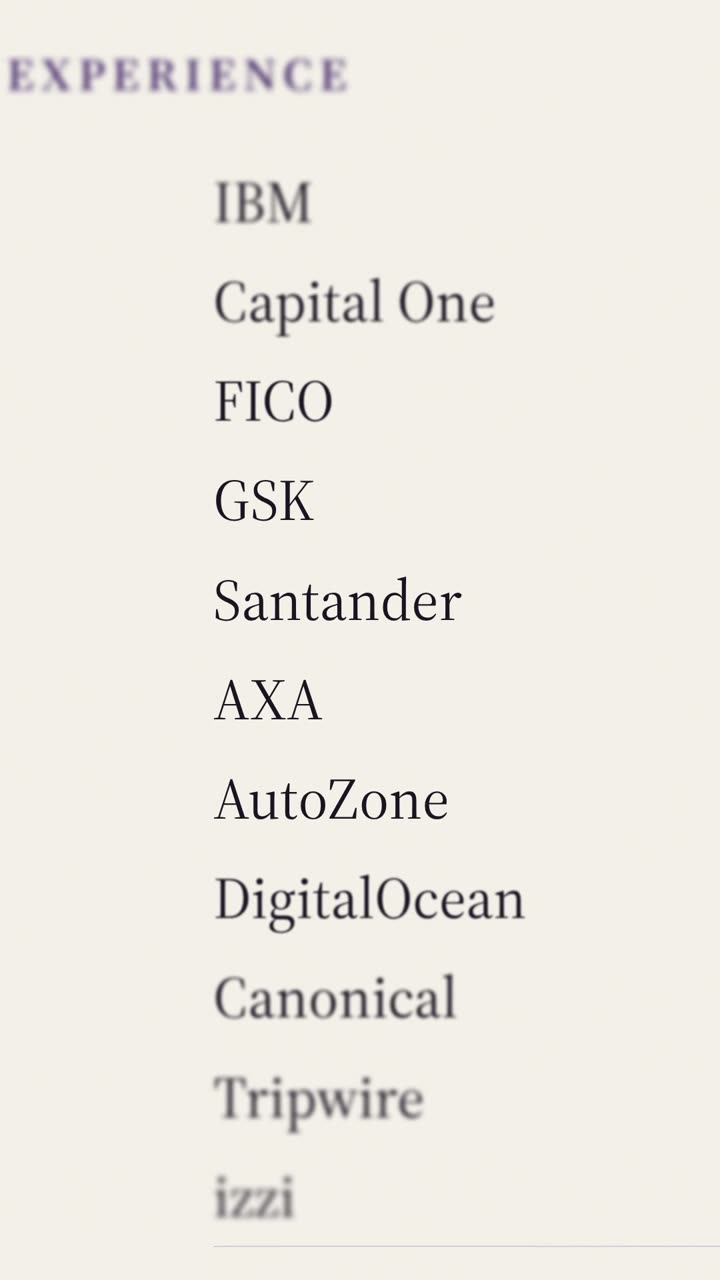 EXPERIENCE
IBM
Capital One
FICO
GSK
Santander
AXA
AutoZone
DigitalOcean
Canonical
Tripwire
izzi